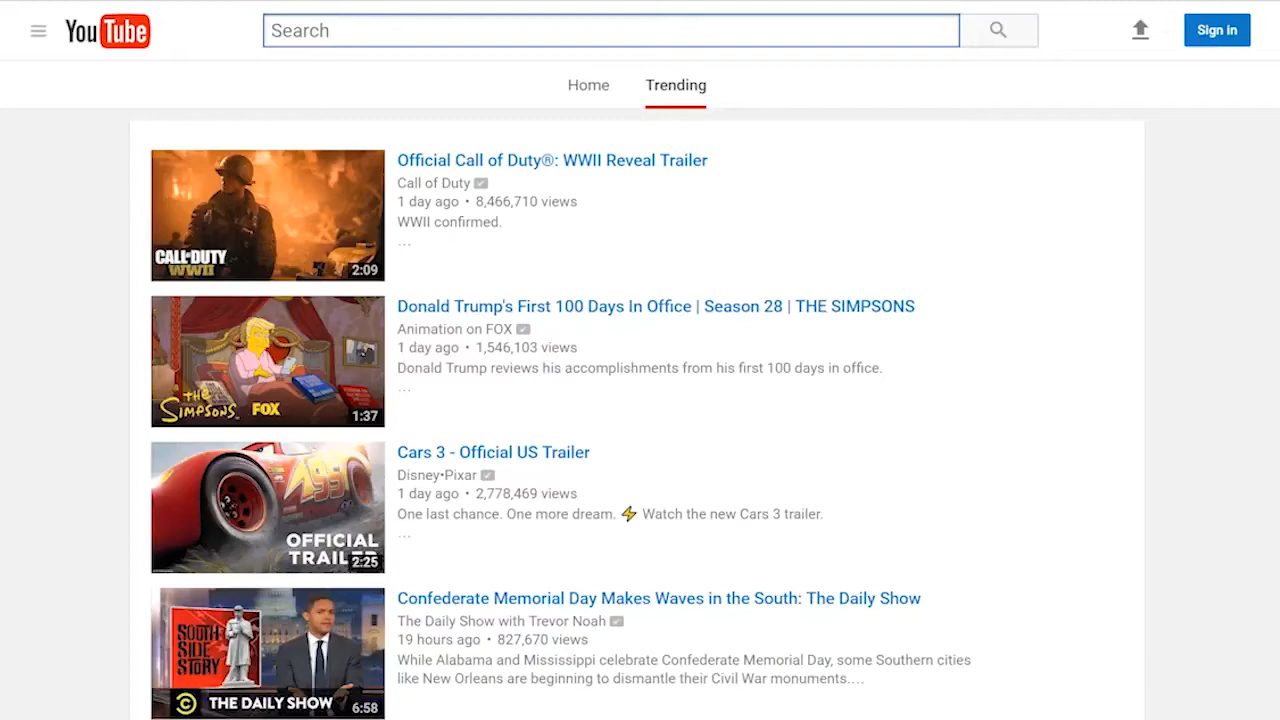 YouTube
Search
Sign in
Home
Trending
CALL OF DUTY
WWII
2:09
Official Call of Duty®: WWII Reveal Trailer
Call of Duty
1 day ago • 8,466,710 views
WWII confirmed.
...
THE
SIMPSONS
FOX
1:37
Donald Trump's First 100 Days In Office | Season 28 | THE SIMPSONS
Animation on FOX
1 day ago • 1,546,103 views
Donald Trump reviews his accomplishments from his first 100 days in office.
...
95
OFFICIAL
TRAILER
2:25
Cars 3 - Official US Trailer
Disney•Pixar
1 day ago • 2,778,469 views
One last chance. One more dream. ⚡ Watch the new Cars 3 trailer.
...
SOUTH
SIDE
STORY
THE DAILY SHOW
6:58
Confederate Memorial Day Makes Waves in the South: The Daily Show
The Daily Show with Trevor Noah
19 hours ago • 827,670 views
While Alabama and Mississippi celebrate Confederate Memorial Day, some Southern cities
like New Orleans are beginning to dismantle their Civil War monuments....